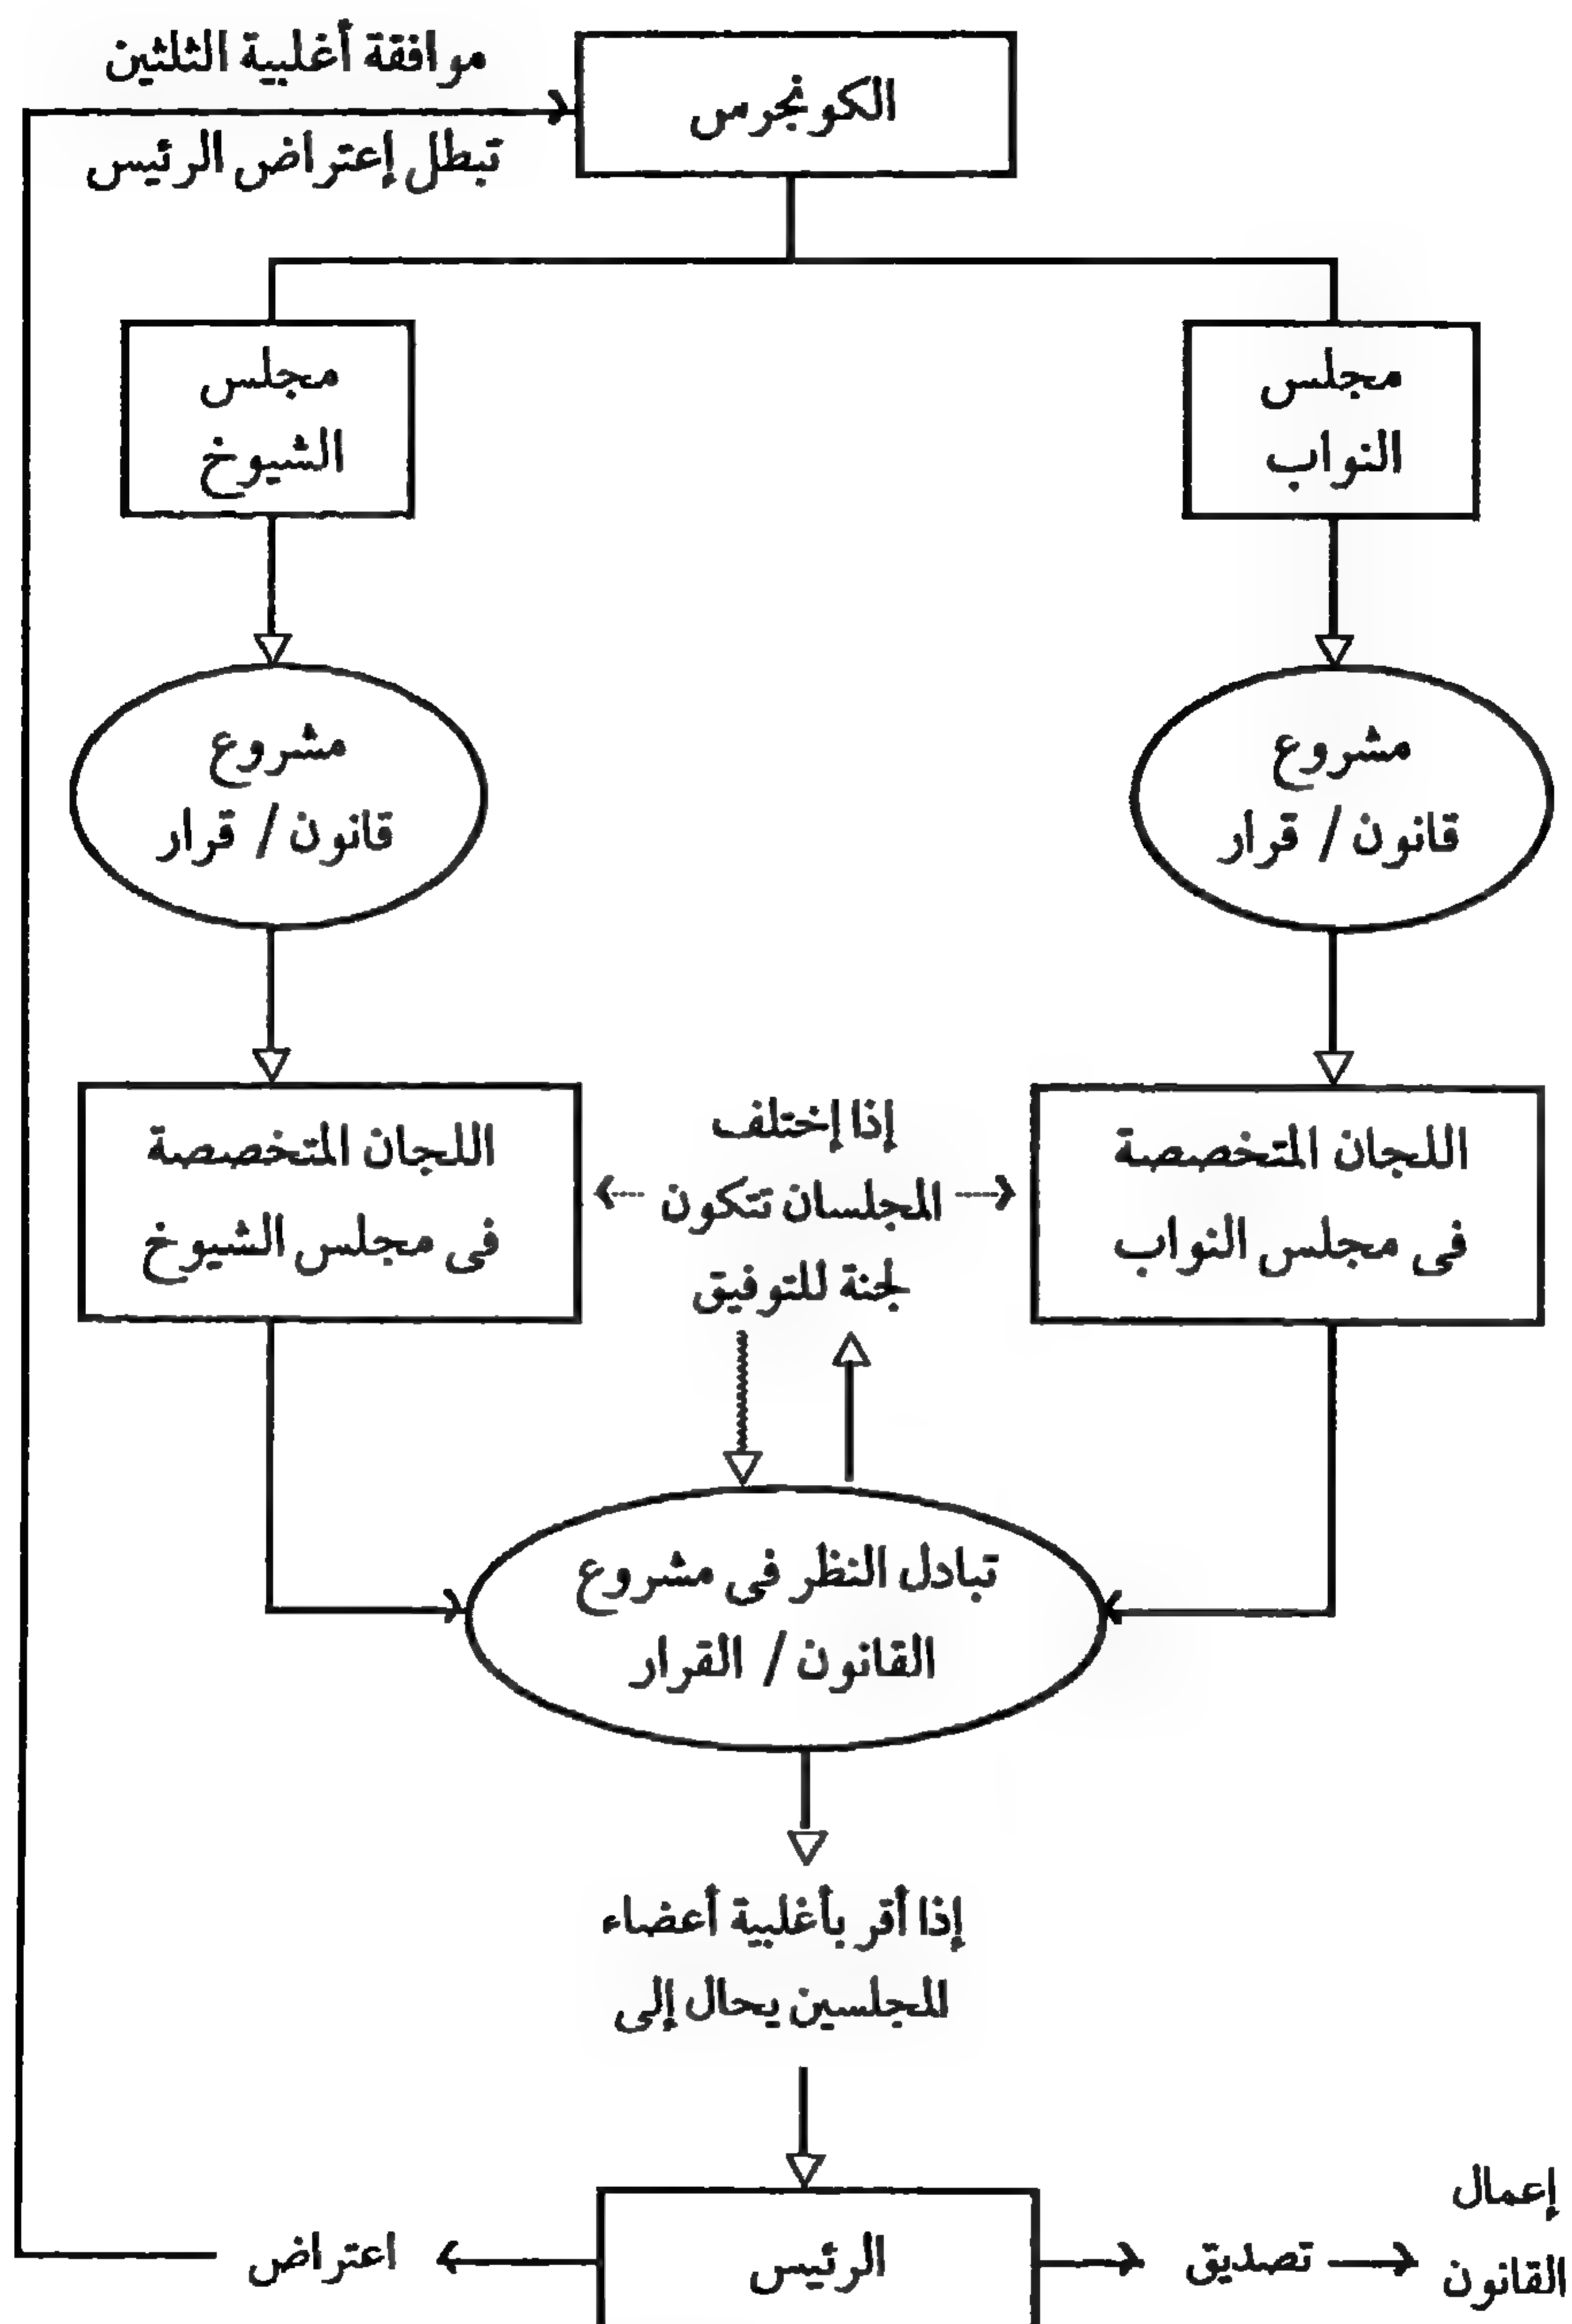 موافقة أغلبية الثلثين
تبطل إعتراض الرئيس
الكونجرس
مجلس
النواب
مجلس
الشيوخ
مشروع
قانون / قرار
مشروع
قانون / قرار
اللجان المتخصصة
فى مجلس النواب
إذا إختلف
المجلسان تتكون
لجنة للتوفيق
اللجان المتخصصة
فى مجلس الشيوخ
تبادل النظر فى مشروع
القانون / القرار
إذا أقر بأغلبية أعضاء
المجلسين يحال إلى
الرئيس
تصديق
إعمال
القانون
اعتراض